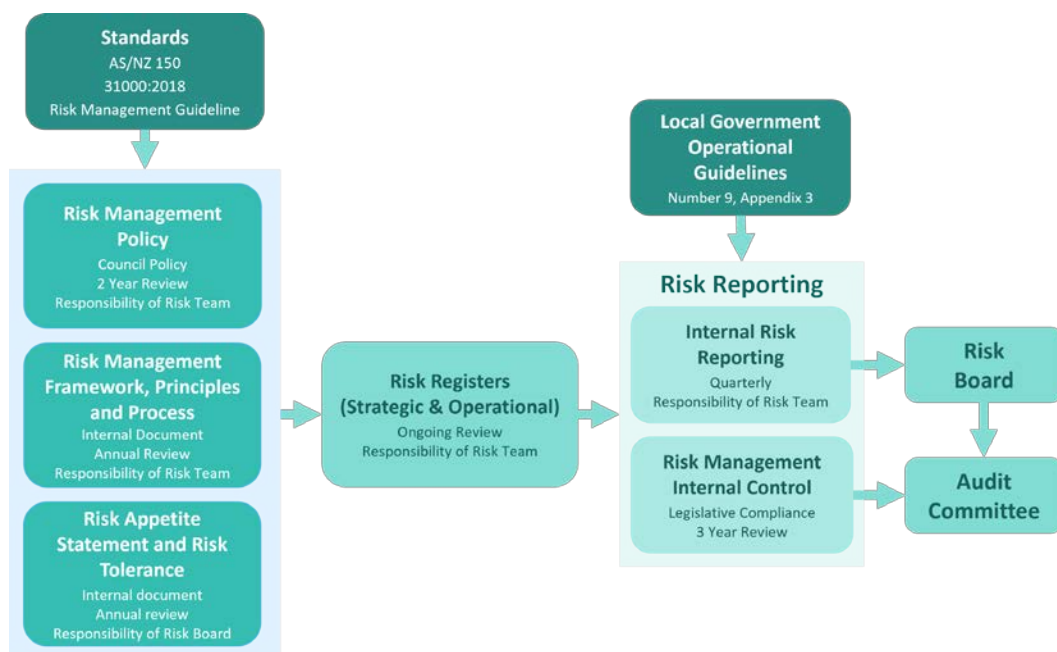 Standards
AS/NZ 150
31000:2018
Risk Management Guideline
Risk Management
Policy
Council Policy
2 Year Review
Responsibility of Risk Team
Risk Management
Framework, Principles
and Process
Internal Document
Annual Review
Responsibility of Risk Team
Risk Appetite
Statement and Risk
Tolerance
Internal document
Annual review
Responsibility of Risk Board
Risk Registers
(Strategic & Operational)
Ongoing Review
Responsibility of Risk Team
Local Government
Operational
Guidelines
Number 9, Appendix 3
Risk Reporting
Internal Risk
Reporting
Quarterly
Responsibility of Risk Team
Risk Management
Internal Control
Legislative Compliance
3 Year Review
Risk
Board
Audit
Committee